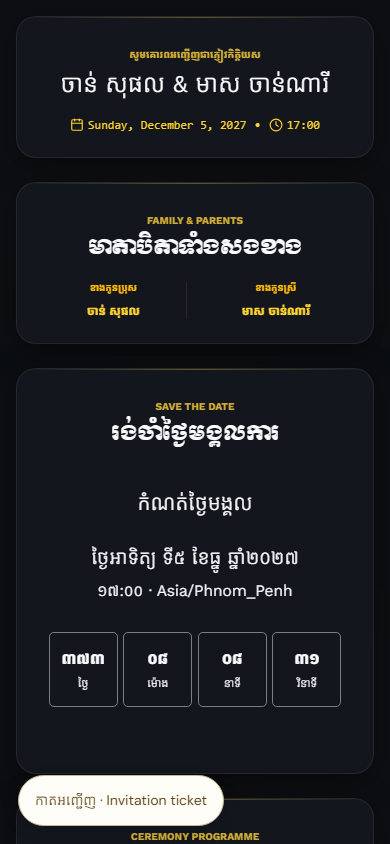 សូមគោរពអញ្ជើញជាភ្ញៀវកិត្តិយស
ចាន់ សុផល & មាស ចាន់ណារី
Sunday, December 5, 2027 • 17:00
FAMILY & PARENTS
មាតាបិតាទាំងសងខាង
ខាងកូនប្រុស
ខាងកូនស្រី
ចាន់ សុផល
មាស ចាន់ណារី
SAVE THE DATE
រង់ចាំថ្ងៃមង្គលការ
កំណត់ថ្ងៃមង្គល
ថ្ងៃអាទិត្យ ទី៥ ខែធ្នូ ឆ្នាំ២០២៧
១៧:០០ · Asia/Phnom_Penh
៣៧៣ ០៨ ០៨ ៣១
ថ្ងៃ ម៉ោង នាទី វិនាទី
កាតអញ្ជើញ · Invitation ticket
CEREMONY PROGRAMME